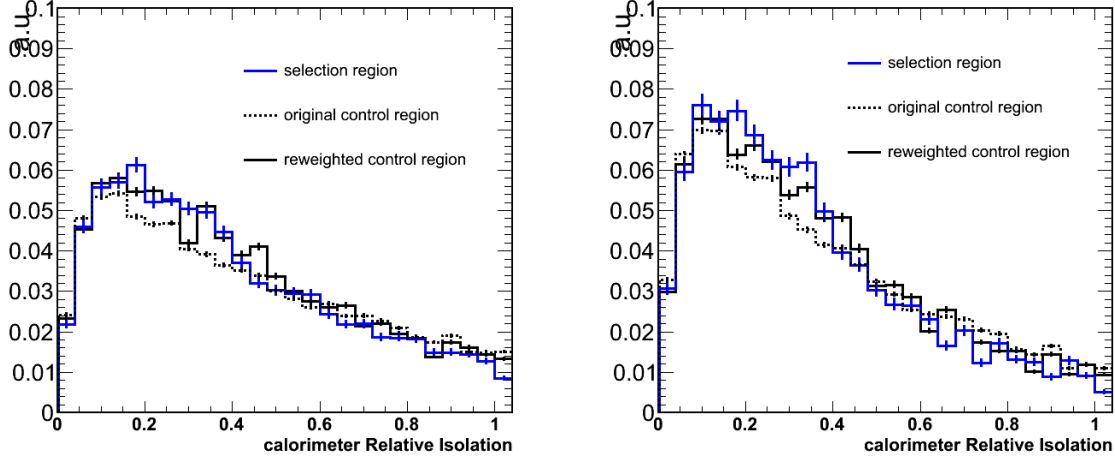 a.u.
0.1
0.09
0.08
0.07
0.06
0.05
0.04
0.03
0.02
0.01
0
selection region
original control region
reweighted control region
0 0.2 0.4 0.6 0.8 1
calorimeter Relative Isolation
a.u.
0.1
0.09
0.08
0.07
0.06
0.05
0.04
0.03
0.02
0.01
0
selection region
original control region
reweighted control region
0 0.2 0.4 0.6 0.8 1
calorimeter Relative Isolation